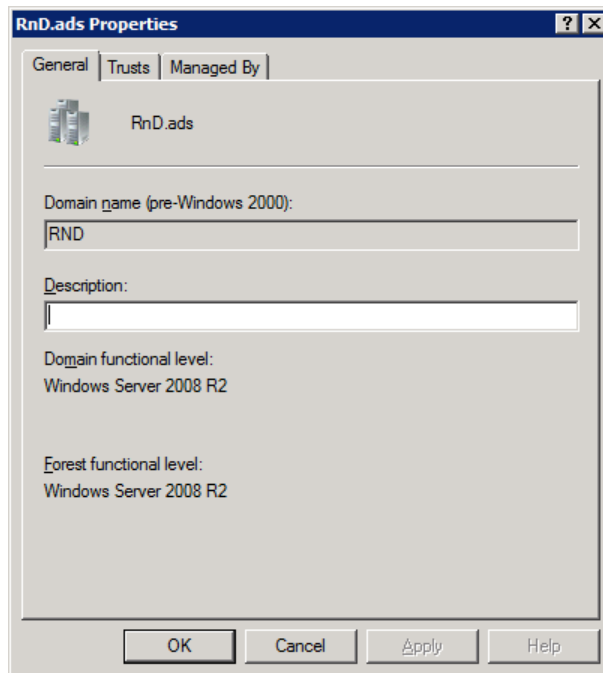 RnD.ads Properties
?
X
General
Trusts
Managed By
RnD.ads
Domain name (pre-Windows 2000):
RND
Description:
Domain functional level:
Windows Server 2008 R2
Forest functional level:
Windows Server 2008 R2
OK
Cancel
Apply
Help